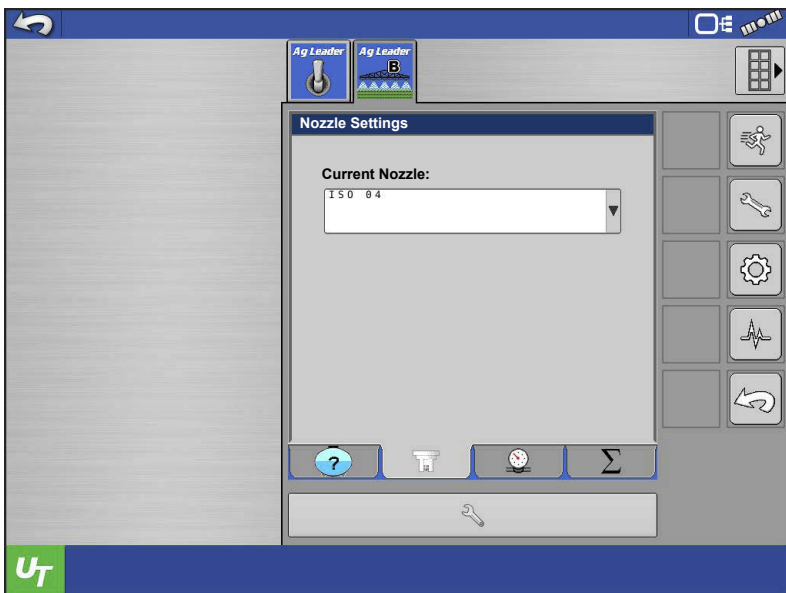 Ag Leader
Ag Leader
B
Nozzle Settings
Current Nozzle:
ISO 04
?
Σ
UT